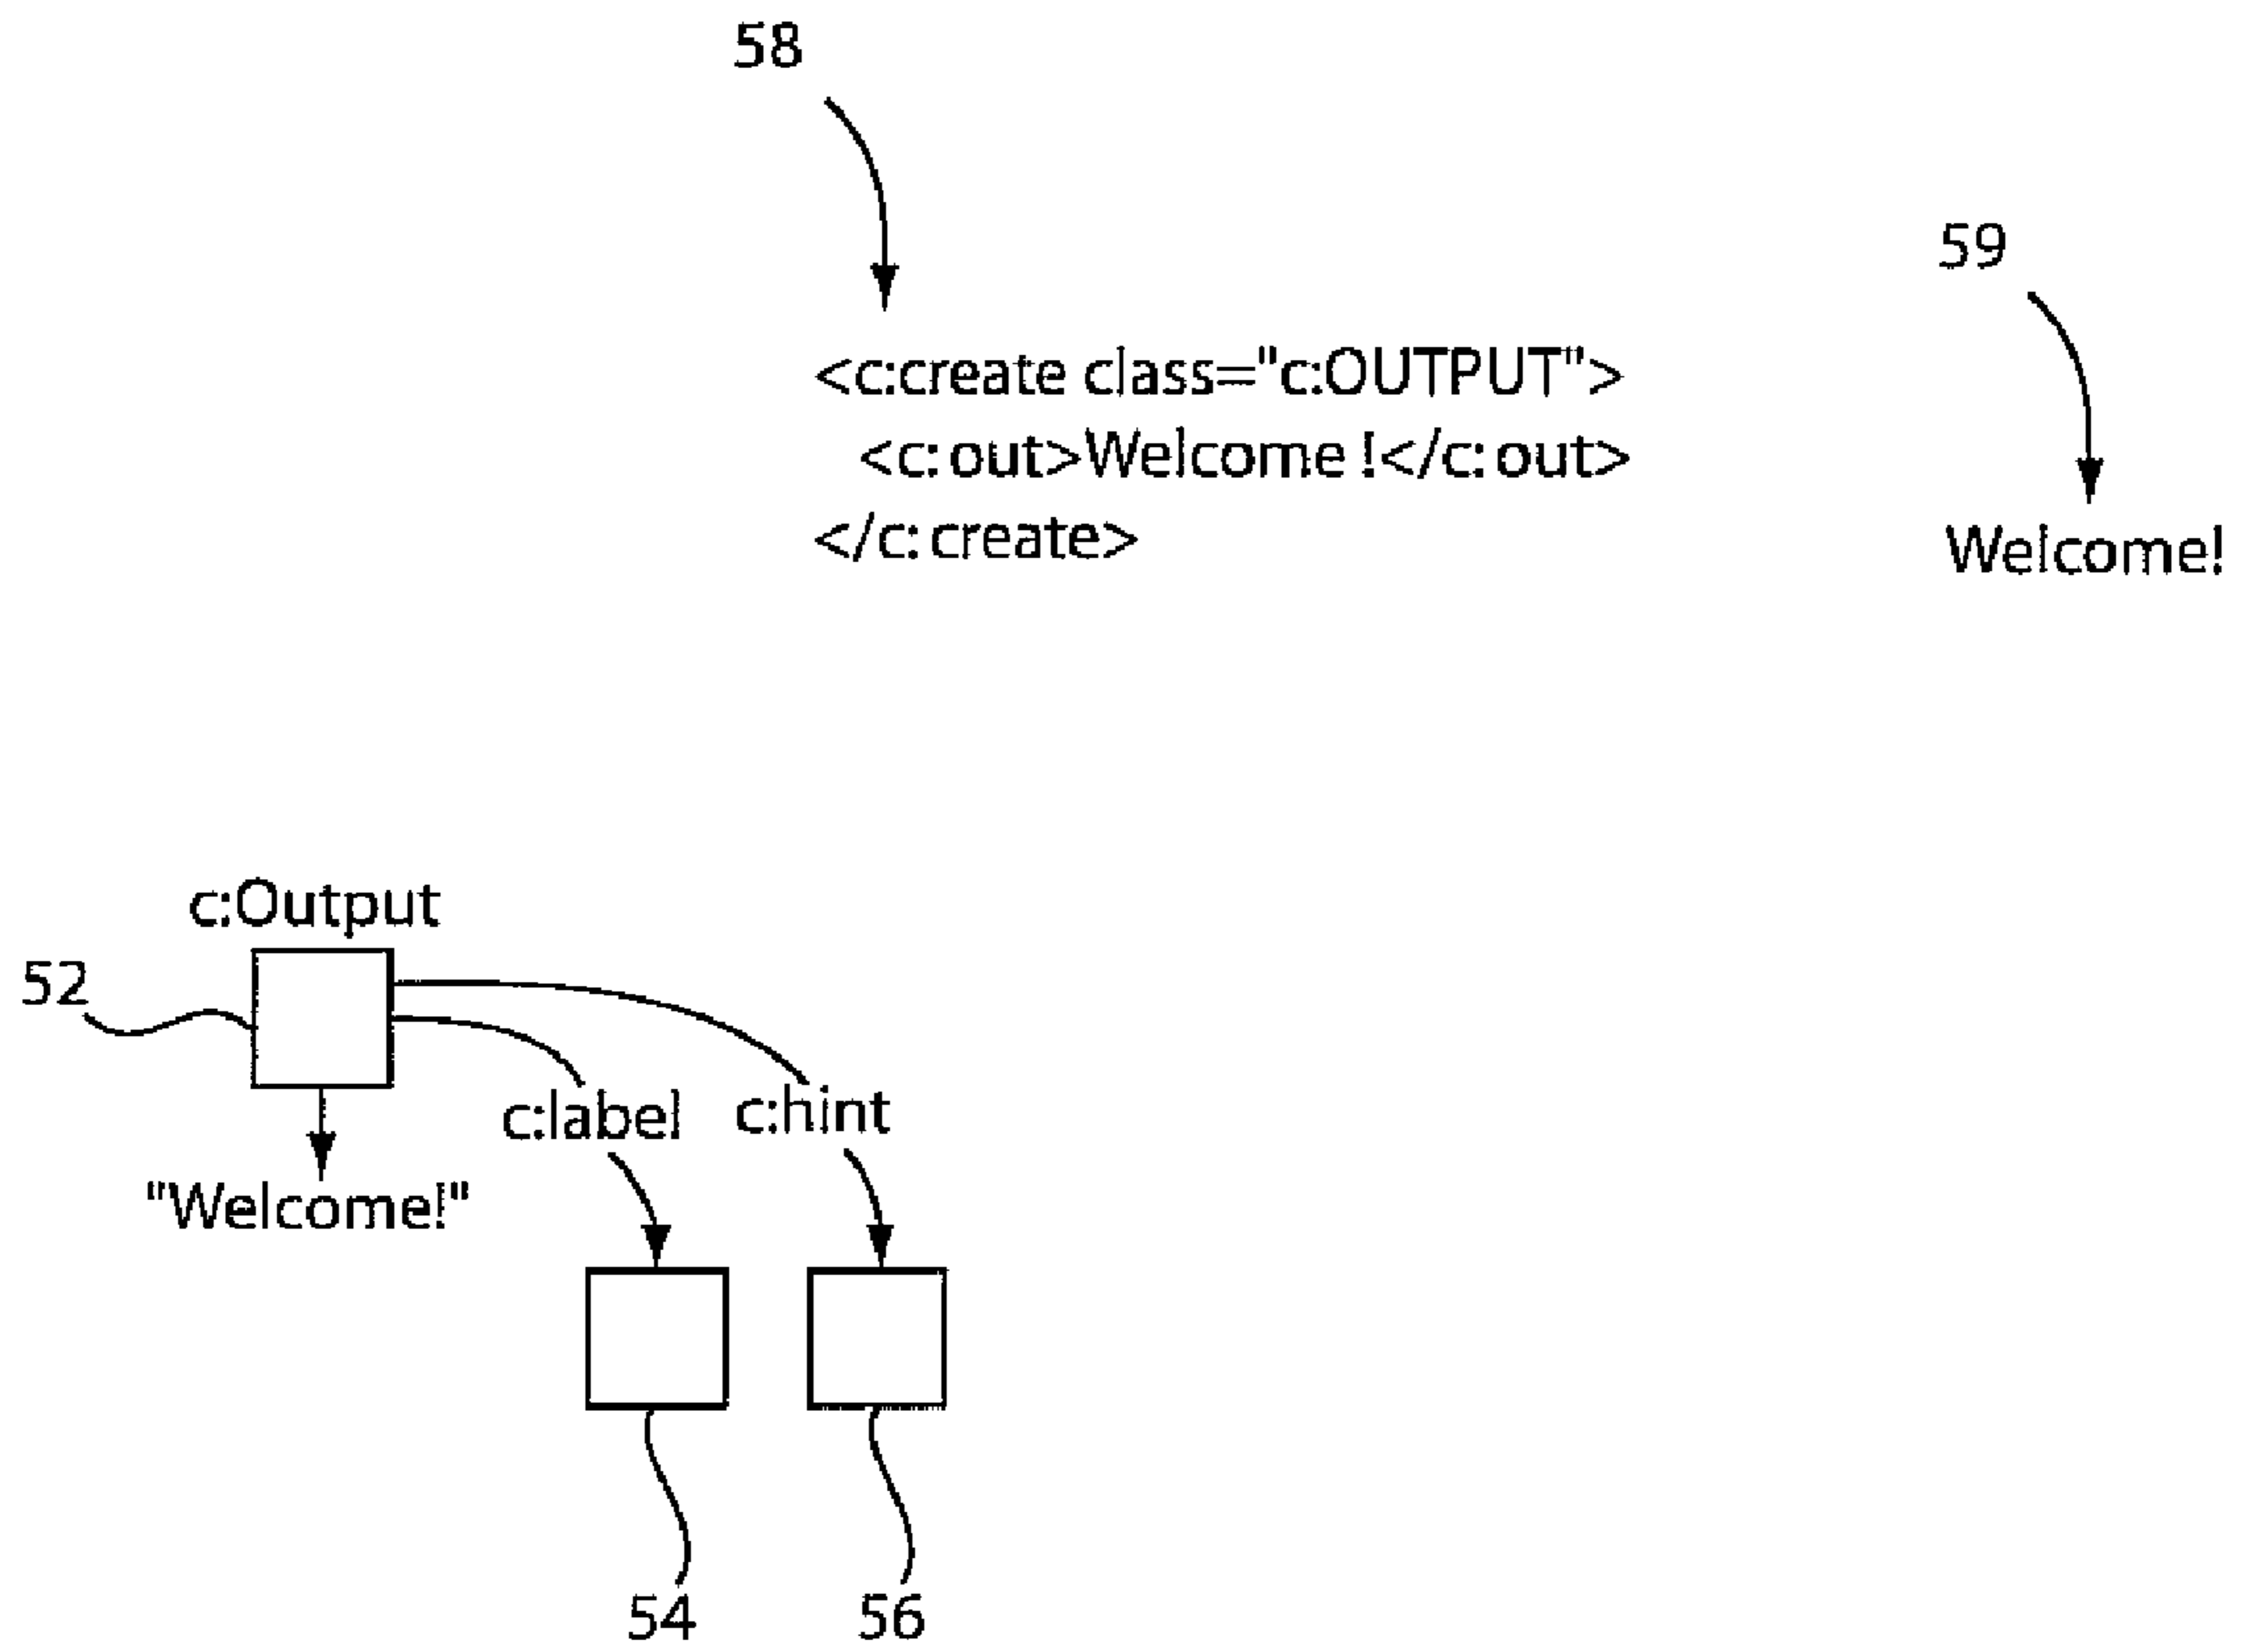 58
59
<c:create class="c:OUTPUT">
<c: out>Welcome !</c: out>
</c: create>
Welcome!
c:Output
52
c:label
c:hint
"Welcome!"
54
56